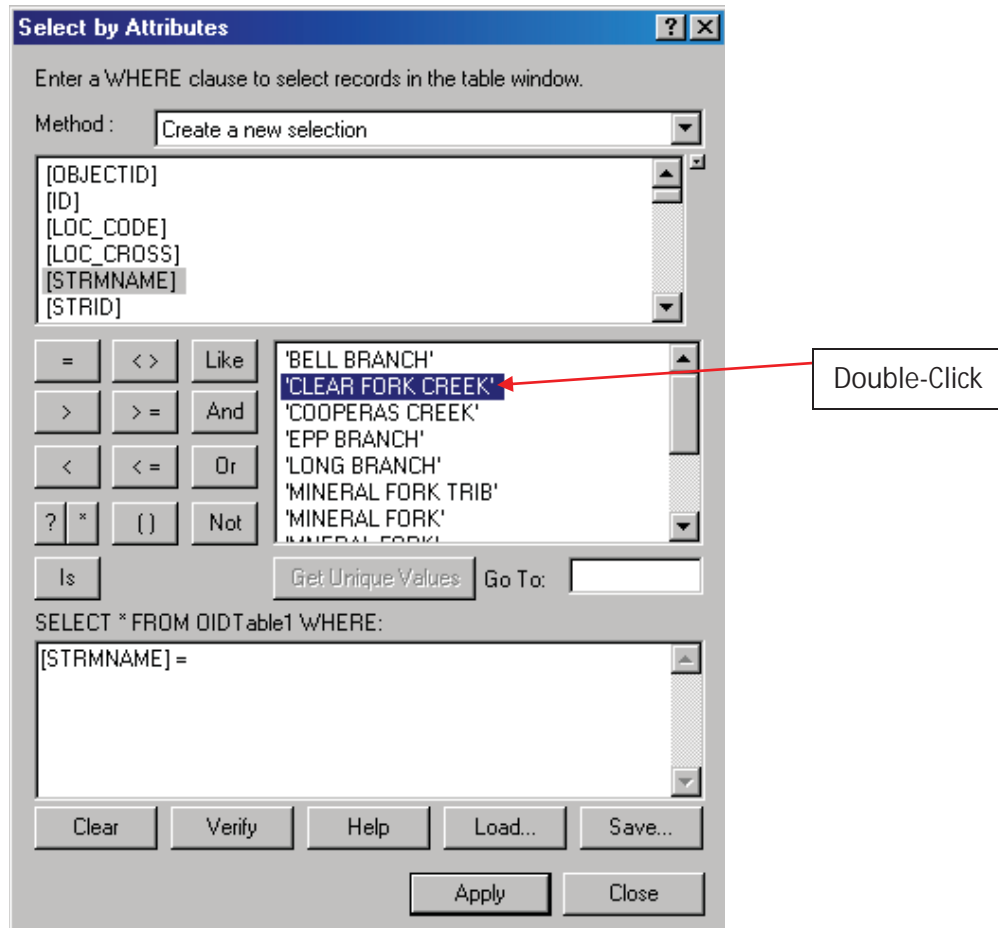 Select by Attributes
Enter a WHERE clause to select records in the table window.
Method : Create a new selection
[OBJECTID]
[ID]
[LOC_CODE]
[LOC_CROSS]
[STRMNAME]
[STRID]
= < > Like
> > = And
< < = Or
? * ( ) Not
Is
'BELL BRANCH'
'CLEAR FORK CREEK'
'COOPERAS CREEK'
'EPP BRANCH'
'LONG BRANCH'
'MINERAL FORK TRIB'
'MINERAL FORK'
Double-Click
Get Unique Values Go To:
SELECT * FROM OIDTable1 WHERE:
[STRMNAME] =
Clear Verify Help Load... Save...
Apply Close